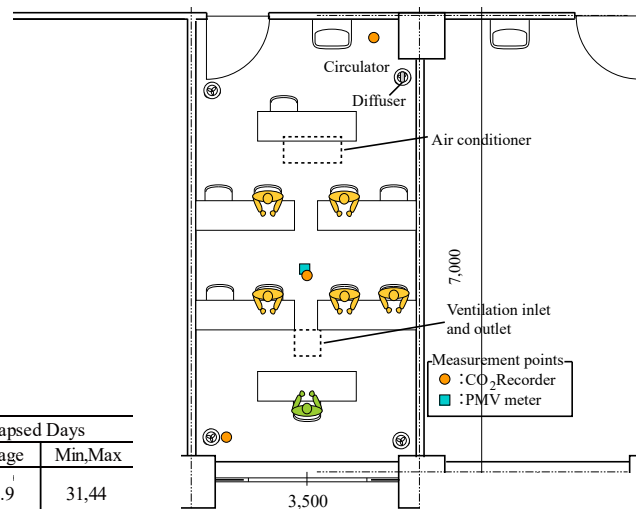 Circulator
Diffuser
Air conditioner
7,000
Ventilation inlet
and outlet
Measurement points
:CO2Recorder
:PMV meter
3,500
apsed Days
age Min,Max
.9 31,44